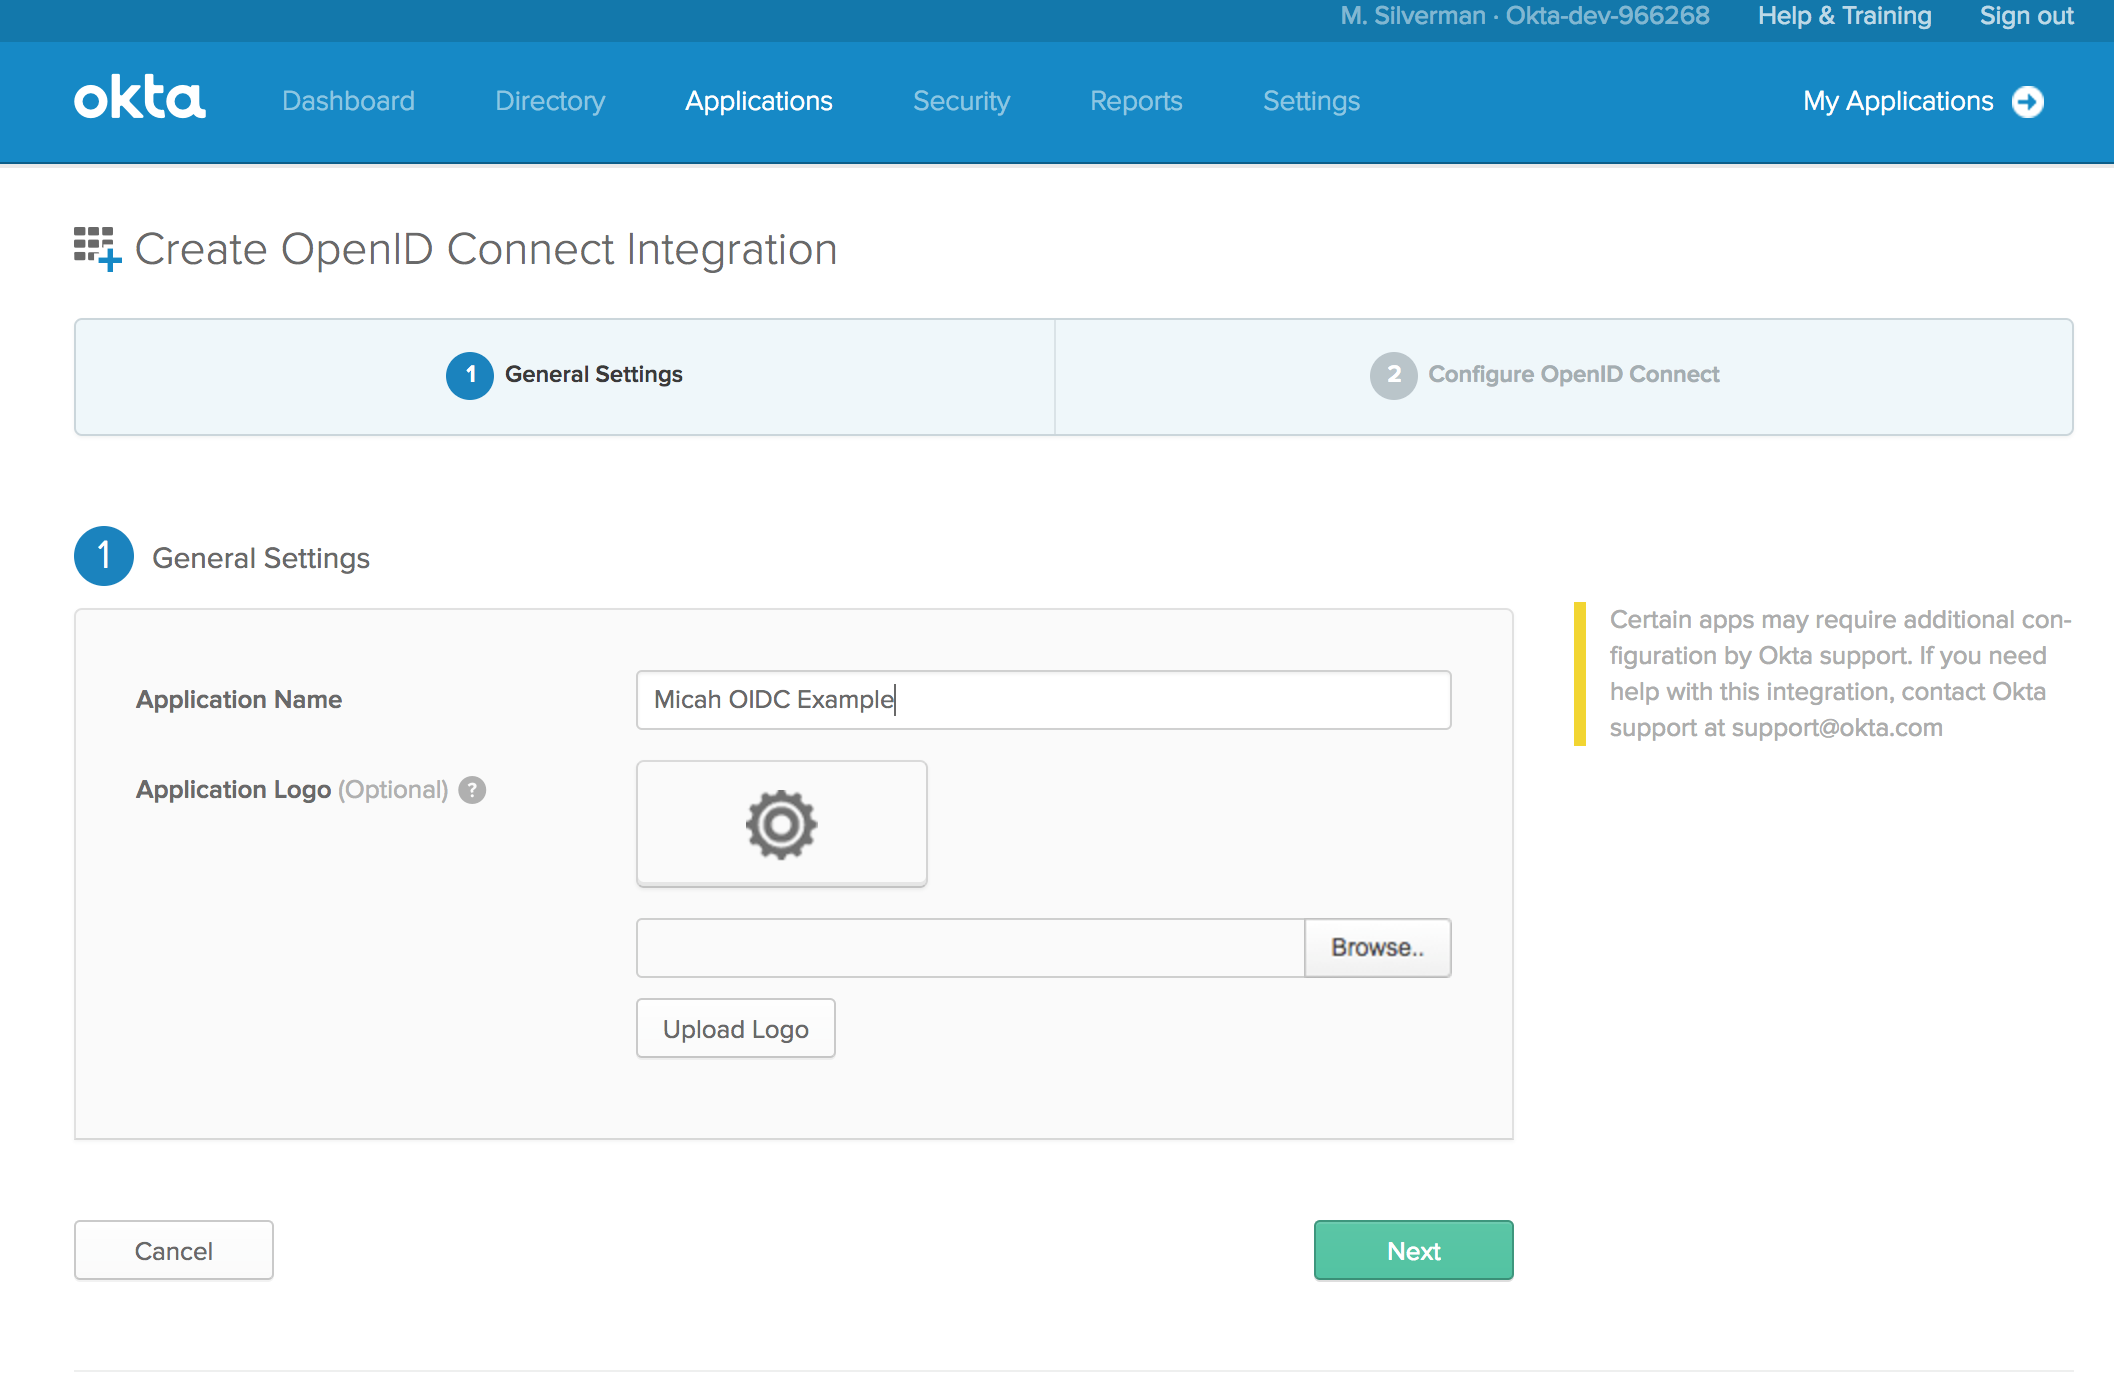 M. Silverman · Okta-dev-966268 Help & Training Sign out
okta Dashboard Directory Applications Security Reports Settings My Applications
Create OpenID Connect Integration
1 General Settings 2 Configure OpenID Connect
1 General Settings
Application Name Micah OIDC Example
Application Logo (Optional) ?
Browse..
Upload Logo
Certain apps may require additional con-
figuration by Okta support. If you need
help with this integration, contact Okta
support at support@okta.com
Cancel Next